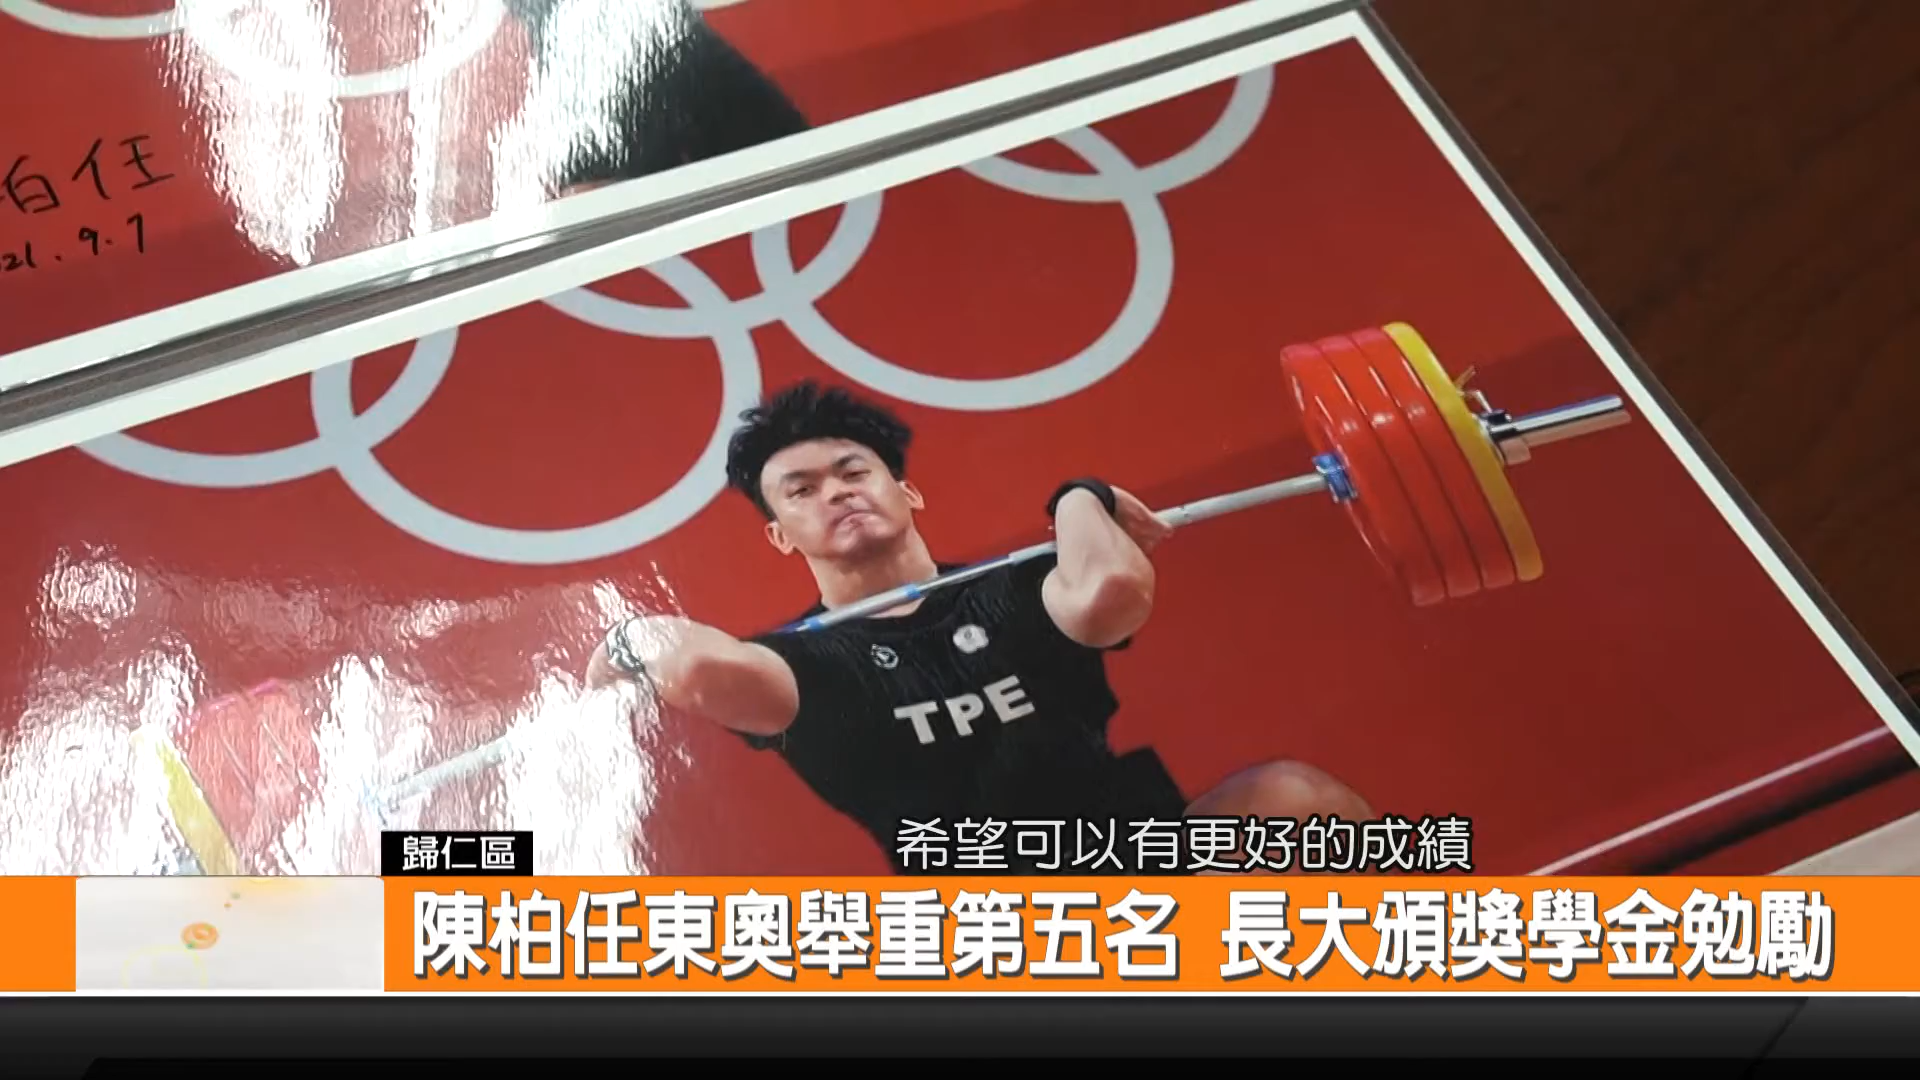 柏任
21.9.7
TPE
希望可以有更好的成績
歸仁區
陳柏任東奧舉重第五名 長大頒獎學金勉勵